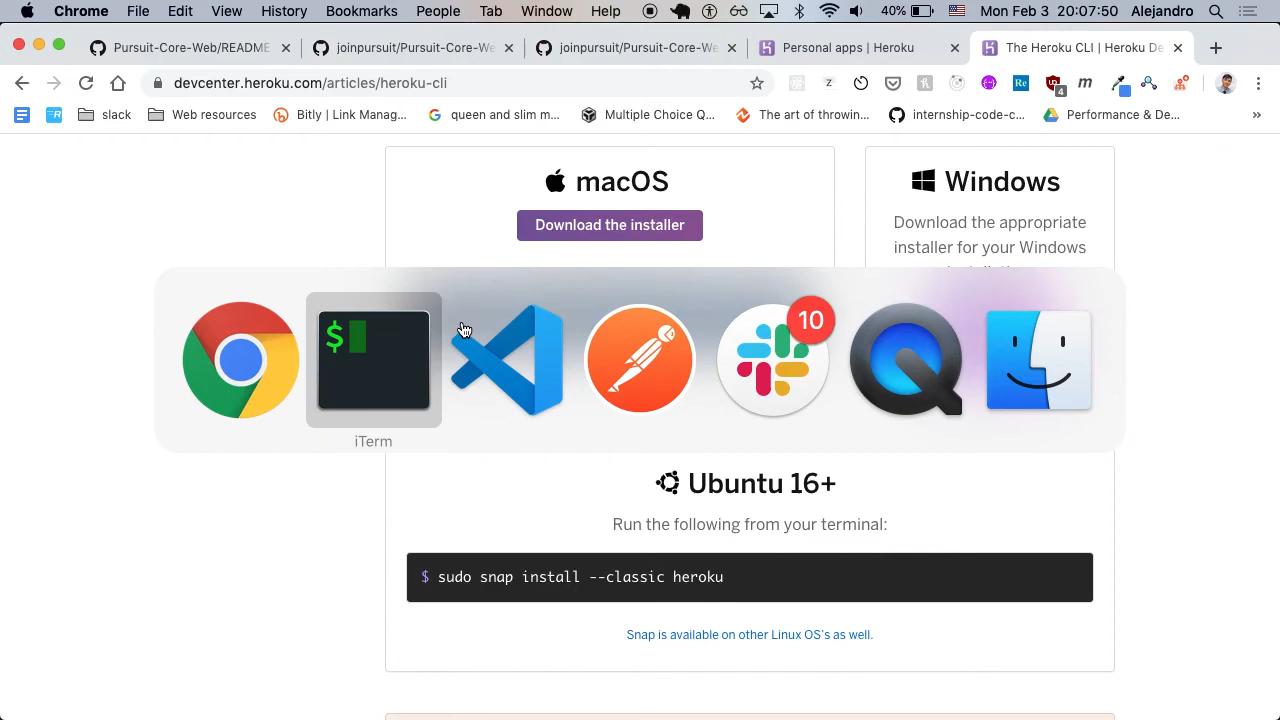 Chrome File Edit View History Bookmarks People Tab Window Help 40% Mon Feb 3 20:07:50 Alejandro
Pursuit-Core-Web/README joinpursuit/Pursuit-Core-We joinpursuit/Pursuit-Core-We Personal apps | Heroku The Heroku CLI | Heroku De
devcenter.heroku.com/articles/heroku-cli Z Re 4 m
slack Web resources Bitly | Link Manag... queen and slim m... Multiple Choice Q... The art of throwin... internship-code-c... Performance & De... »
macOS
Download the installer
Windows
Download the appropriate
installer for your Windows
$
10
iTerm
Ubuntu 16+
Run the following from your terminal:
$ sudo snap install --classic heroku
Snap is available on other Linux OS's as well.